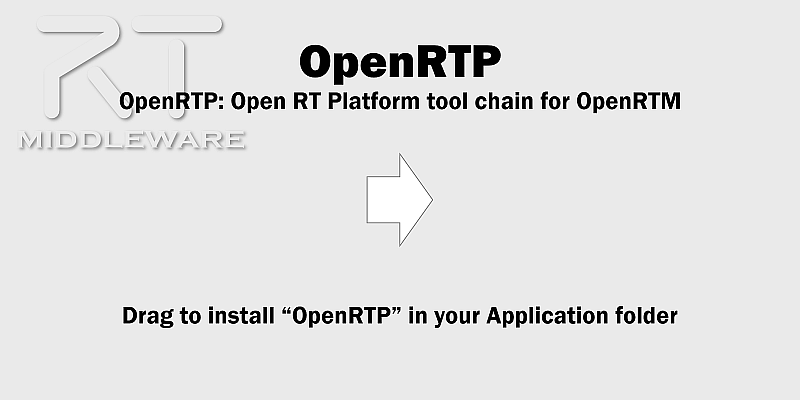 RT
MIDDLEWARE
OpenRTP
OpenRTP: Open RT Platform tool chain for OpenRTM
Drag to install “OpenRTP” in your Application folder